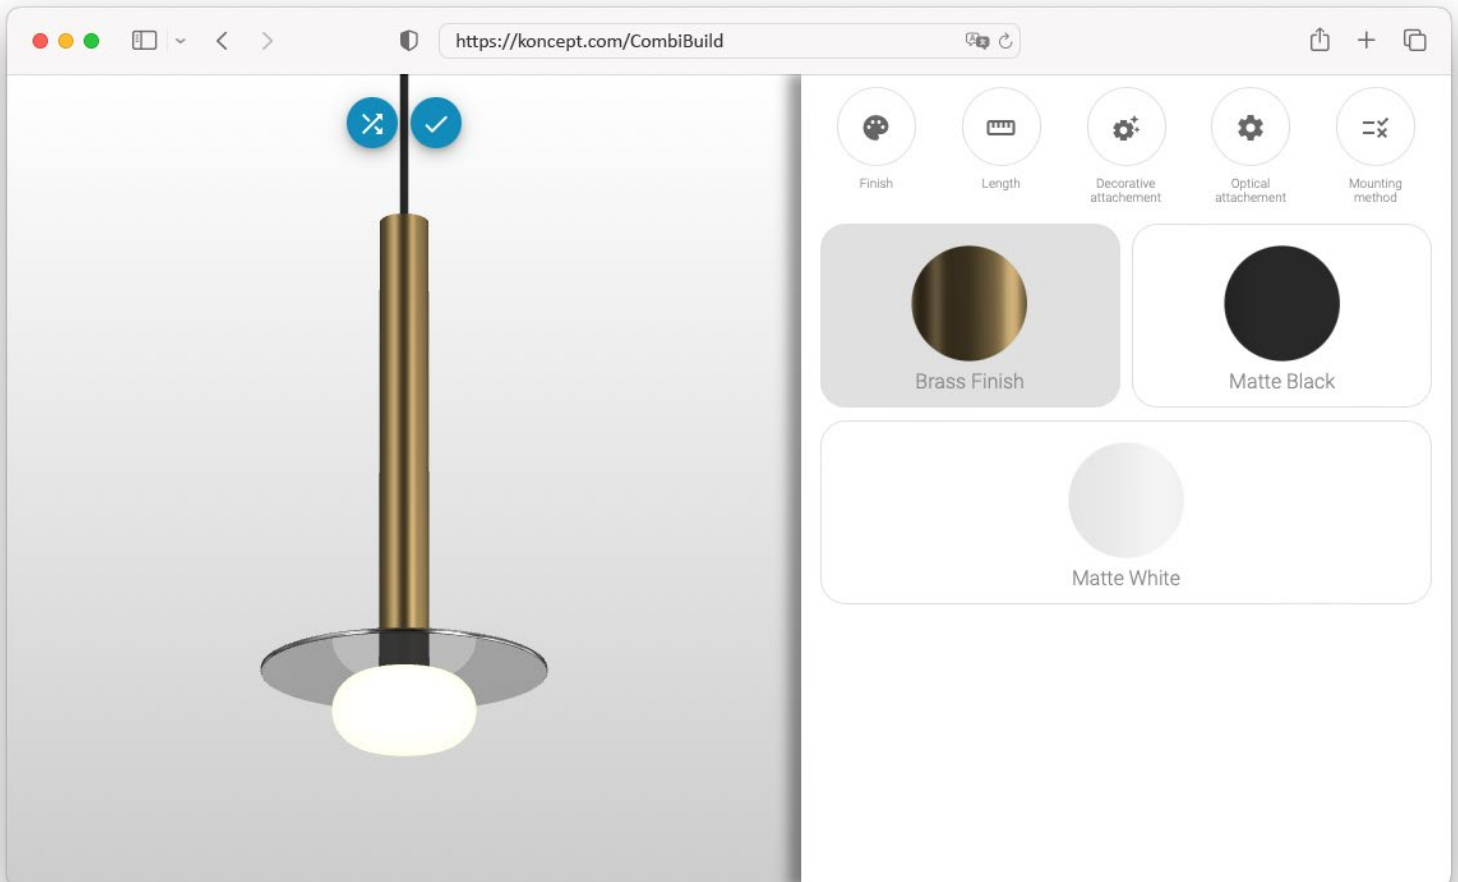 https://koncept.com/CombiBuild
Finish
Length
Decorative
attachement
Optical
attachement
Mounting
method
Brass Finish
Matte Black
Matte White